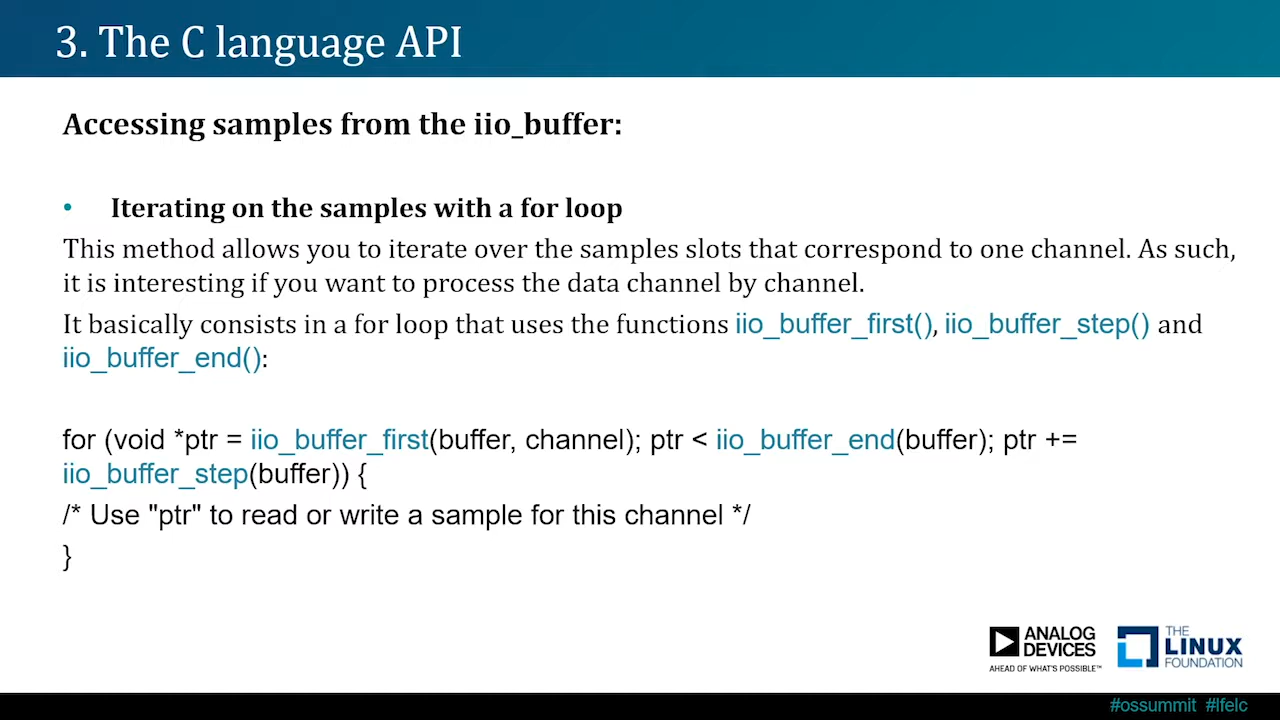 3. The C language API
Accessing samples from the iio_buffer:
• Iterating on the samples with a for loop
This method allows you to iterate over the samples slots that correspond to one channel. As such,
it is interesting if you want to process the data channel by channel.
It basically consists in a for loop that uses the functions iio_buffer_first(), iio_buffer_step() and
iio_buffer_end():
for (void *ptr = iio_buffer_first(buffer, channel); ptr < iio_buffer_end(buffer); ptr +=
iio_buffer_step(buffer)) {
/* Use "ptr" to read or write a sample for this channel */
}
ANALOG
DEVICES
AHEAD OF WHAT'S POSSIBLE™
THE
LINUX
FOUNDATION
#ossummit #lfelc